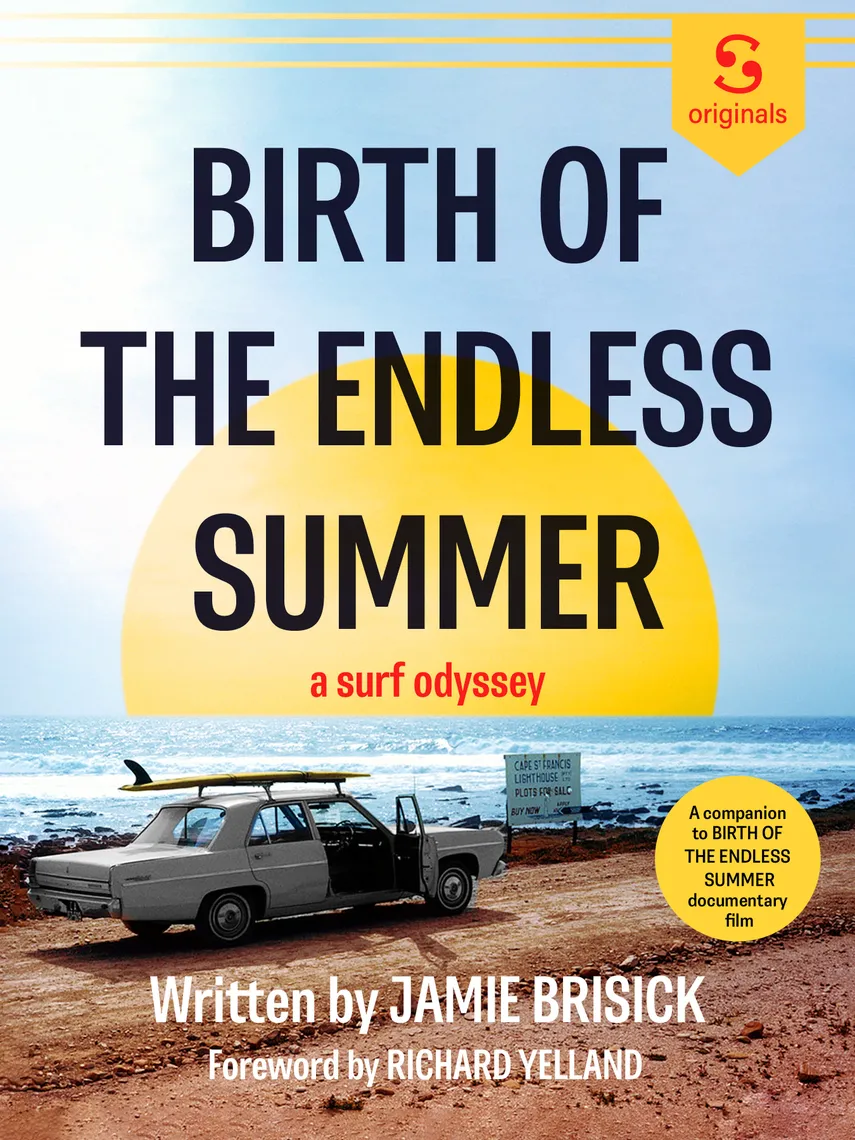 originals
BIRTH OF
THE ENDLESS
SUMMER
a surf odyssey
CAPE ST FRANCIS
LIGHTHOUSE
PLOTS FOR SALE
BUY NOW
APPLY
A companion
to BIRTH OF
THE ENDLESS
SUMMER
documentary
film
Written by JAMIE BRISICK
Foreword by RICHARD YELLAND